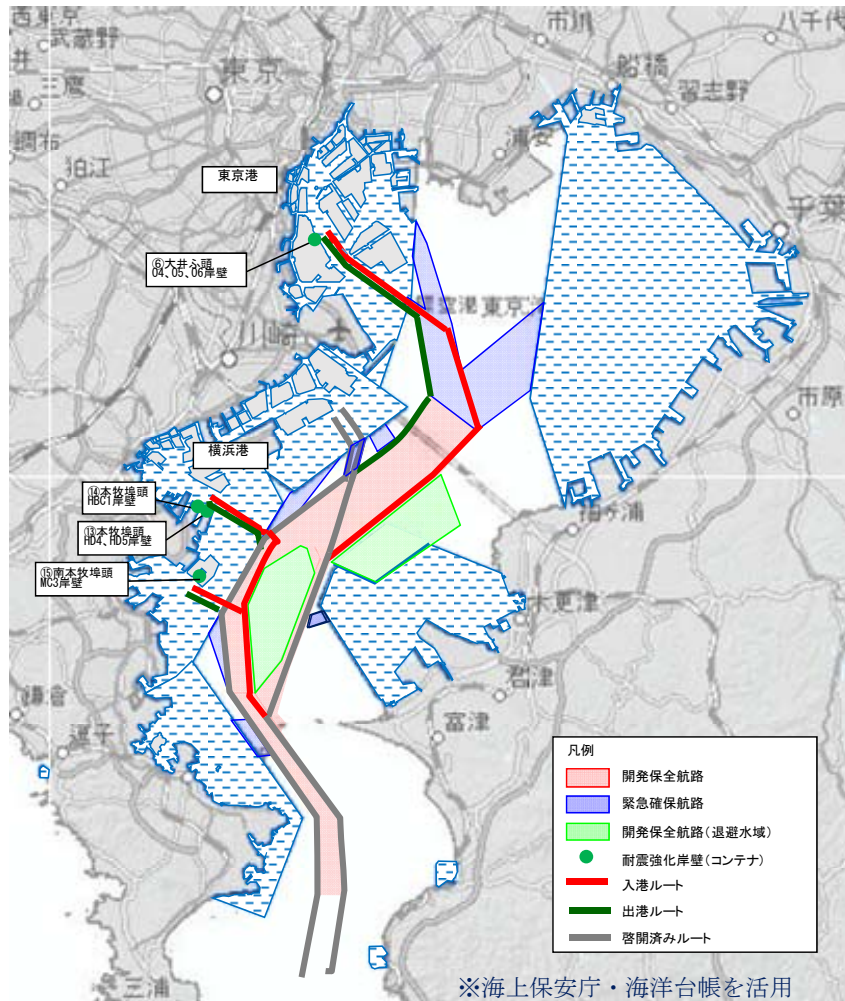 西東京
武蔵野
井
三鷹
調布
狛江
東京
市川
八千代
船橋
習志野
浦安
千葉
東京港
⑥大井ふ頭
O4、O5、O6岸壁
川崎
市原
横浜港
⑭本牧埠頭
HBC1岸壁
⑬本牧埠頭
HD4、HD5岸壁
⑮南本牧埠頭
MC3岸壁
袖ヶ浦
木更津
君津
富津
鎌倉
逗子
三浦
凡例
開発保全航路
緊急確保航路
開発保全航路(退避水域)
耐震強化岸壁(コンテナ)
入港ルート
出港ルート
啓開済みルート
※海上保安庁・海洋台帳を活用